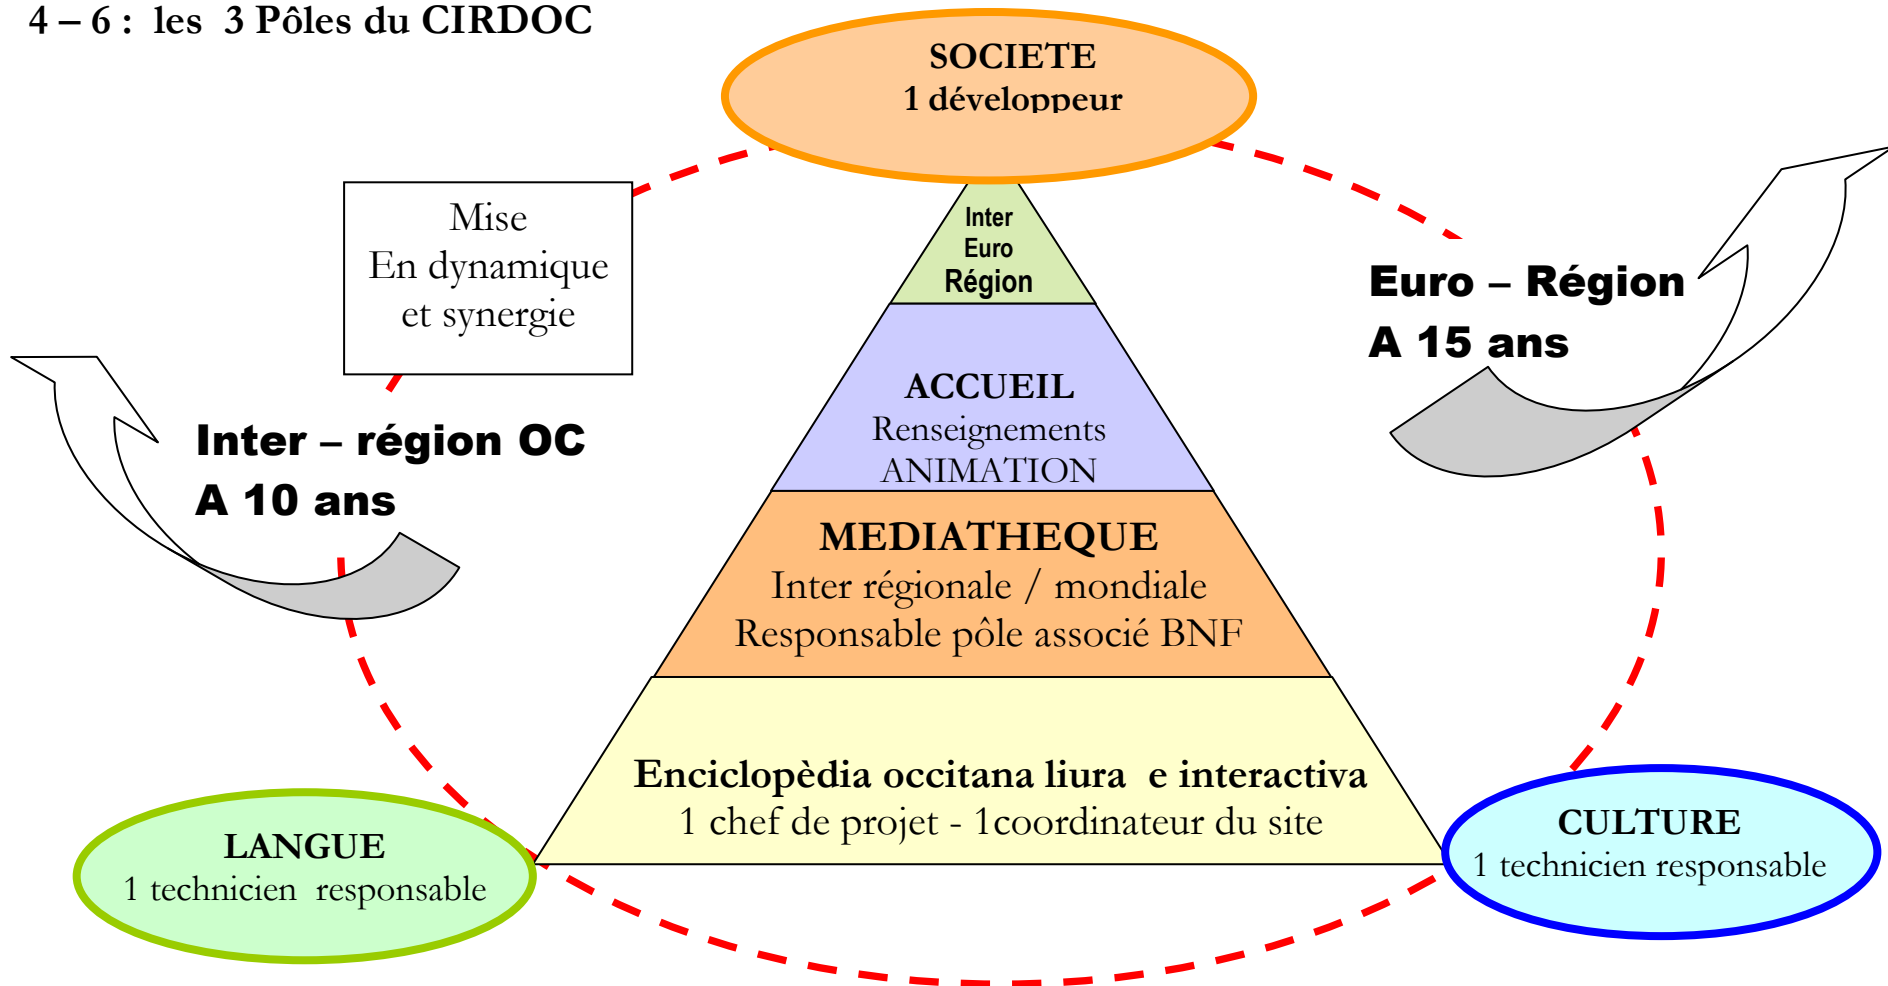 4 – 6 : les 3 Pôles du CIRDOC
SOCIETE
1 développeur
Mise
En dynamique
et synergie
Inter
Euro
Région
Euro – Région
A 15 ans
ACCUEIL
Renseignements
ANIMATION
Inter – région OC
A 10 ans
MEDIATHEQUE
Inter régionale / mondiale
Responsable pôle associé BNF
Enciclopèdia occitana liura e interactiva
1 chef de projet - 1coordinateur du site
LANGUE
1 technicien responsable
CULTURE
1 technicien responsable